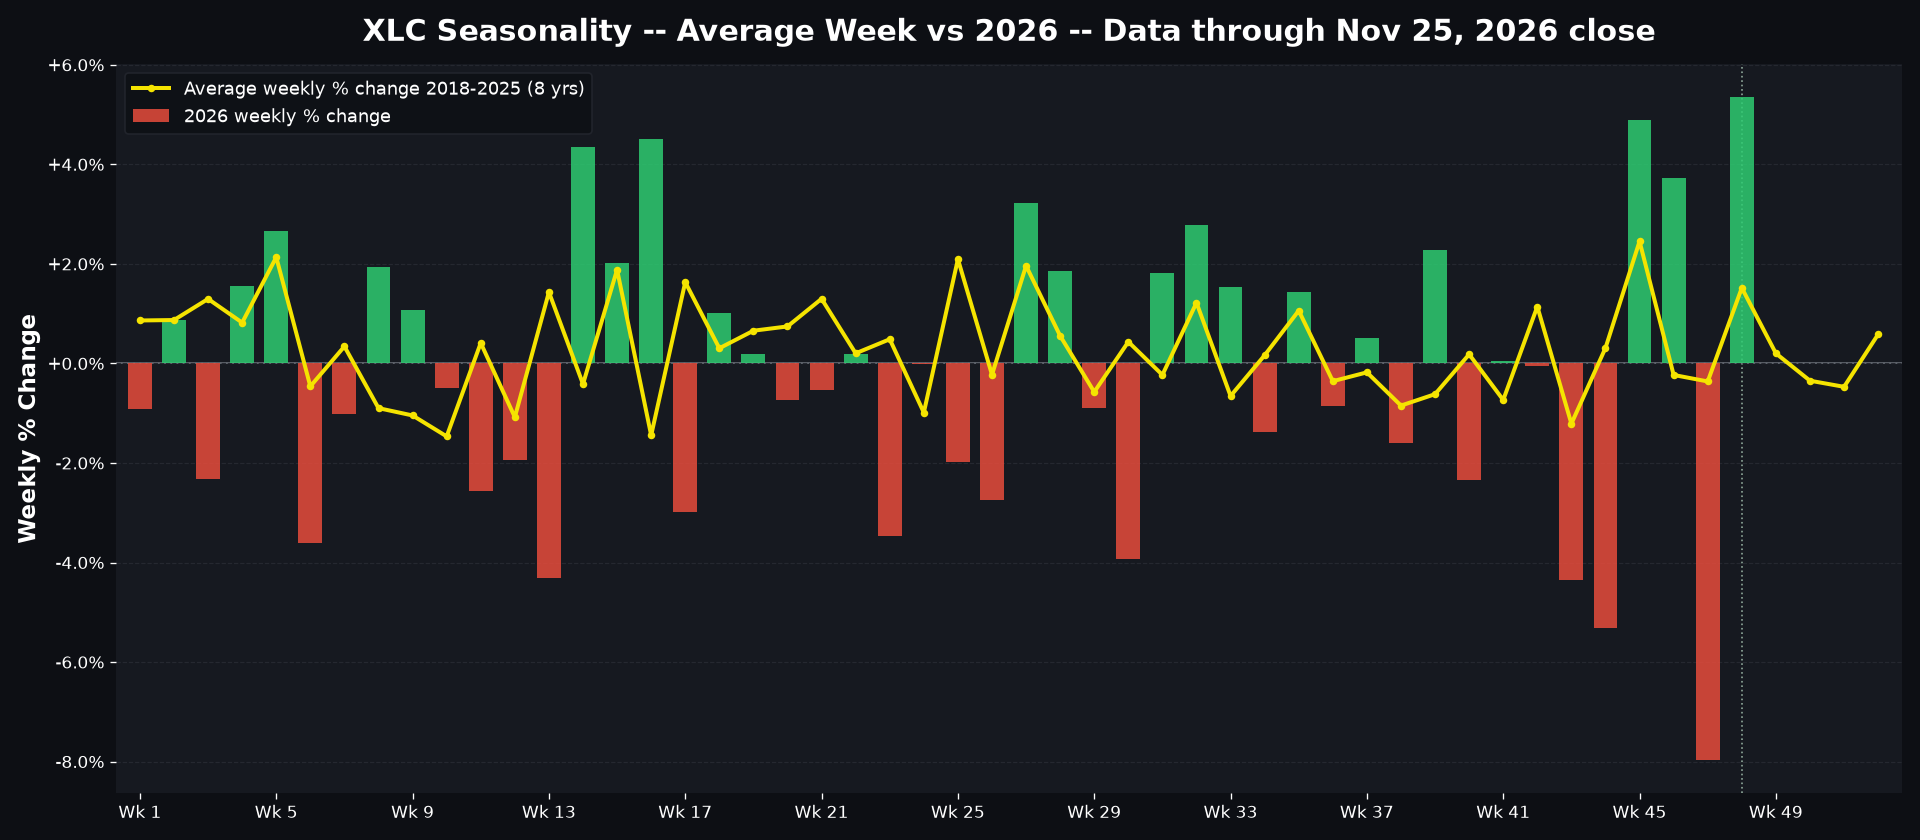 XLC Seasonality -- Average Week vs 2026 -- Data through Nov 25, 2026 close
Average weekly % change 2018-2025 (8 yrs)
2026 weekly % change
Weekly % Change
+6.0%
+4.0%
+2.0%
+0.0%
-2.0%
-4.0%
-6.0%
-8.0%
Wk 1 Wk 5 Wk 9 Wk 13 Wk 17 Wk 21 Wk 25 Wk 29 Wk 33 Wk 37 Wk 41 Wk 45 Wk 49